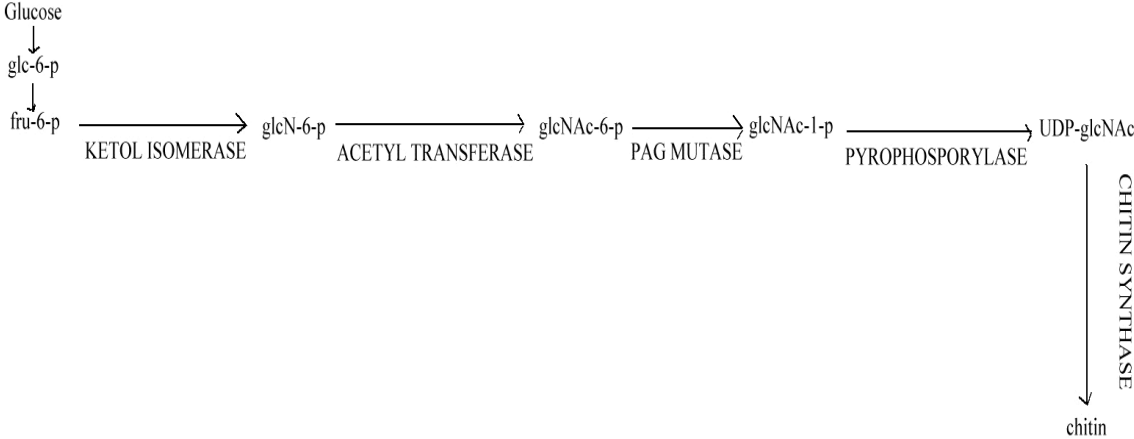 Glucose
glc-6-p
fru-6-p
KETOL ISOMERASE
glcN-6-p
ACETYL TRANSFERASE
glcNAc-6-p
PAG MUTASE
glcNAc-1-p
PYROPHOSPORYLASE
UDP-glcNAc
CHITIN SYNTHASE
chitin